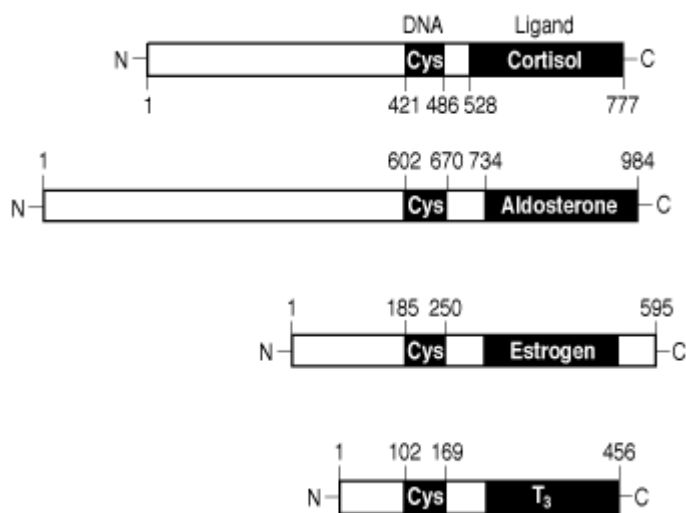 DNA Ligand
N Cys Cortisol C
1 421 486 528 777
1 602 670 734 984
N Cys Aldosterone C
1 185 250 595
N Cys Estrogen C
1 102 169 456
N Cys T₃ C